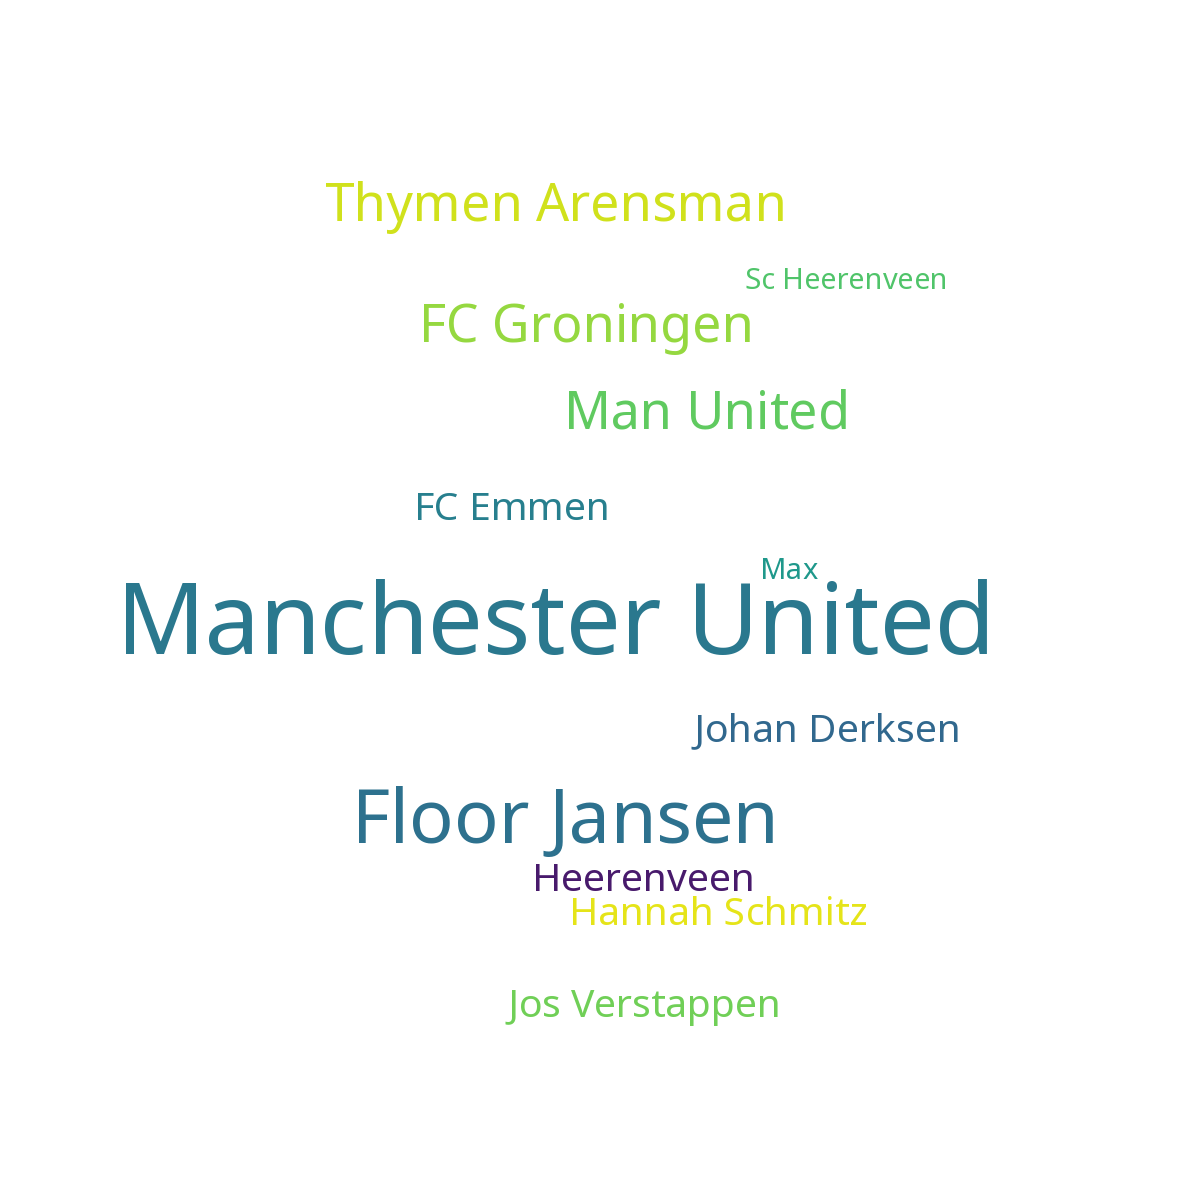 Thymen Arensman
Sc Heerenveen
FC Groningen
Man United
FC Emmen
Max
Manchester United
Johan Derksen
Floor Jansen
Heerenveen
Hannah Schmitz
Jos Verstappen